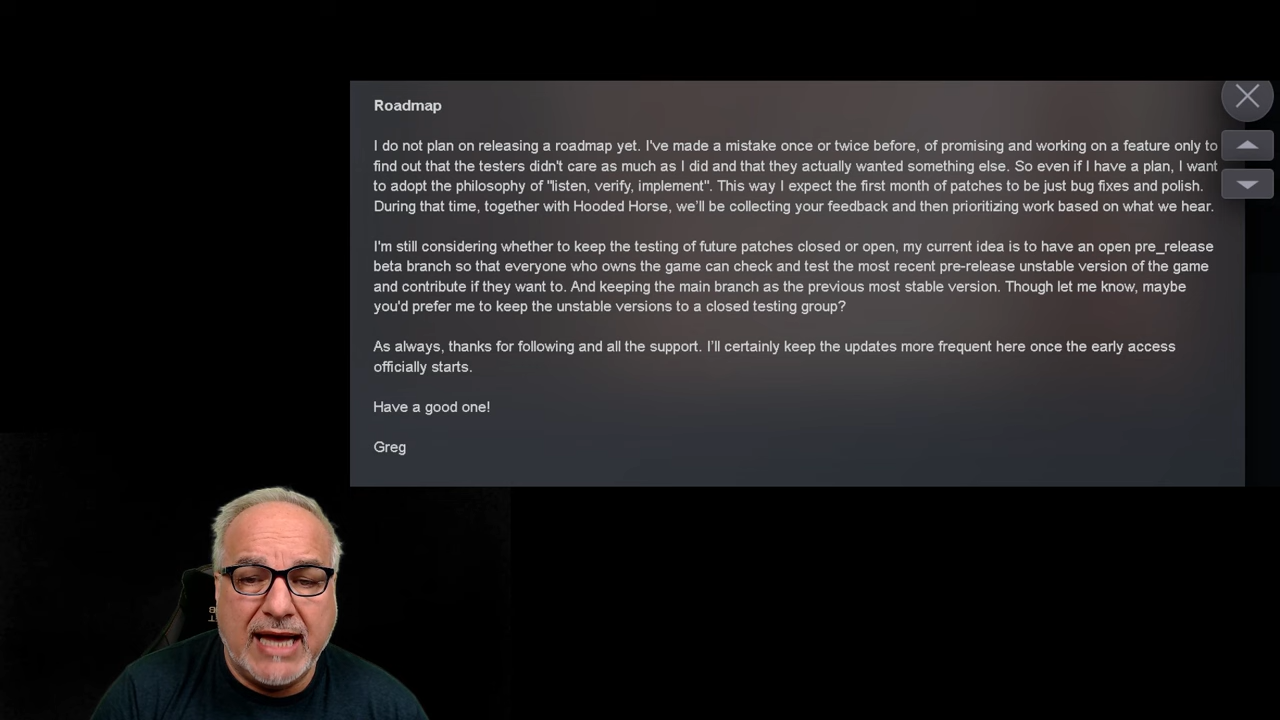 Roadmap
I do not plan on releasing a roadmap yet. I've made a mistake once or twice before, of promising and working on a feature only to
find out that the testers didn't care as much as I did and that they actually wanted something else. So even if I have a plan, I want
to adopt the philosophy of "listen, verify, implement". This way I expect the first month of patches to be just bug fixes and polish.
During that time, together with Hooded Horse, we’ll be collecting your feedback and then prioritizing work based on what we hear.
I'm still considering whether to keep the testing of future patches closed or open, my current idea is to have an open pre_release
beta branch so that everyone who owns the game can check and test the most recent pre-release unstable version of the game
and contribute if they want to. And keeping the main branch as the previous most stable version. Though let me know, maybe
you'd prefer me to keep the unstable versions to a closed testing group?
As always, thanks for following and all the support. I’ll certainly keep the updates more frequent here once the early access
officially starts.
Have a good one!
Greg